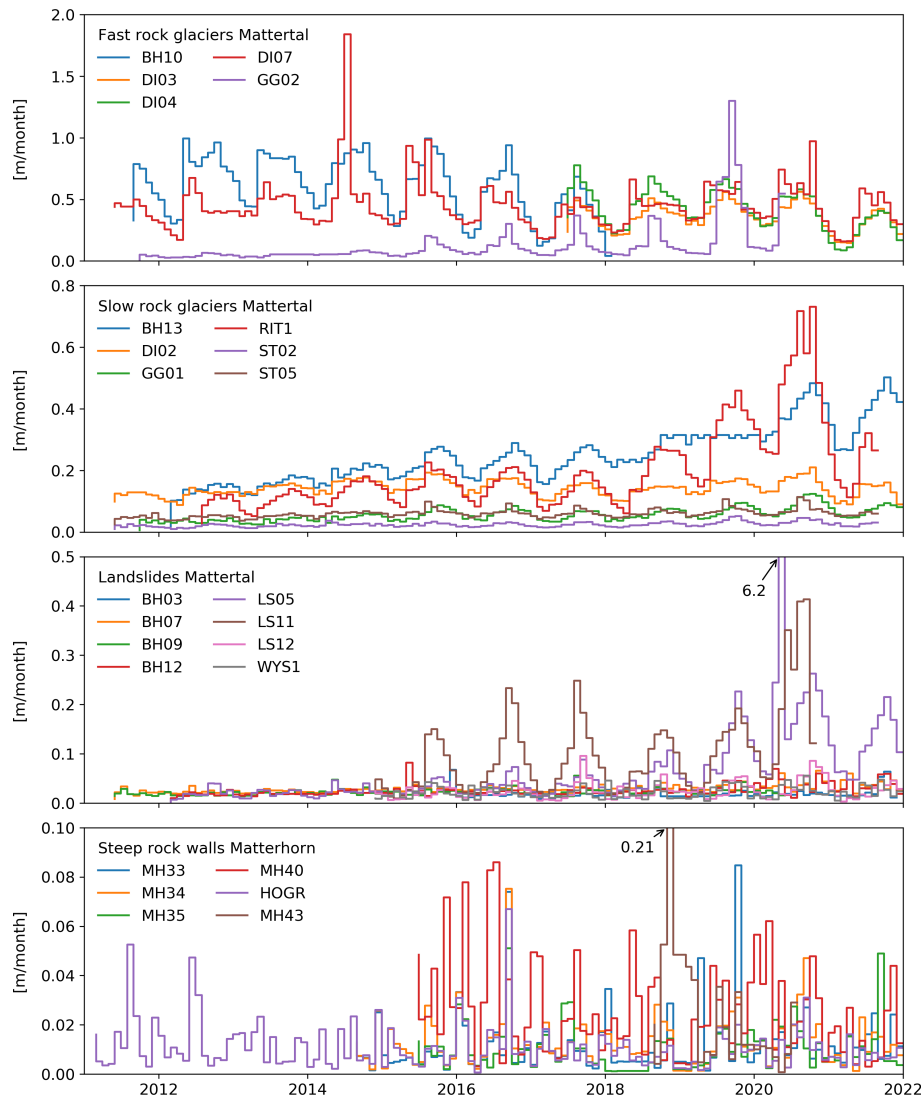 2.0
Fast rock glaciers Mattertal
BH10 DI07
DI03 GG02
DI04
1.5
[m/month]
1.0
0.5
0.0
0.8
Slow rock glaciers Mattertal
BH13 RIT1
DI02 ST02
GG01 ST05
0.6
[m/month]
0.4
0.2
0.0
0.5
Landslides Mattertal
6.2
BH03 LS05
BH07 LS11
BH09 LS12
BH12 WYS1
0.4
0.3
[m/month]
0.2
0.1
0.0
0.10
Steep rock walls Matterhorn
0.21
MH33 MH40
MH34 HOGR
MH35 MH43
0.08
0.06
[m/month]
0.04
0.02
0.00
2012 2014 2016 2018 2020 2022